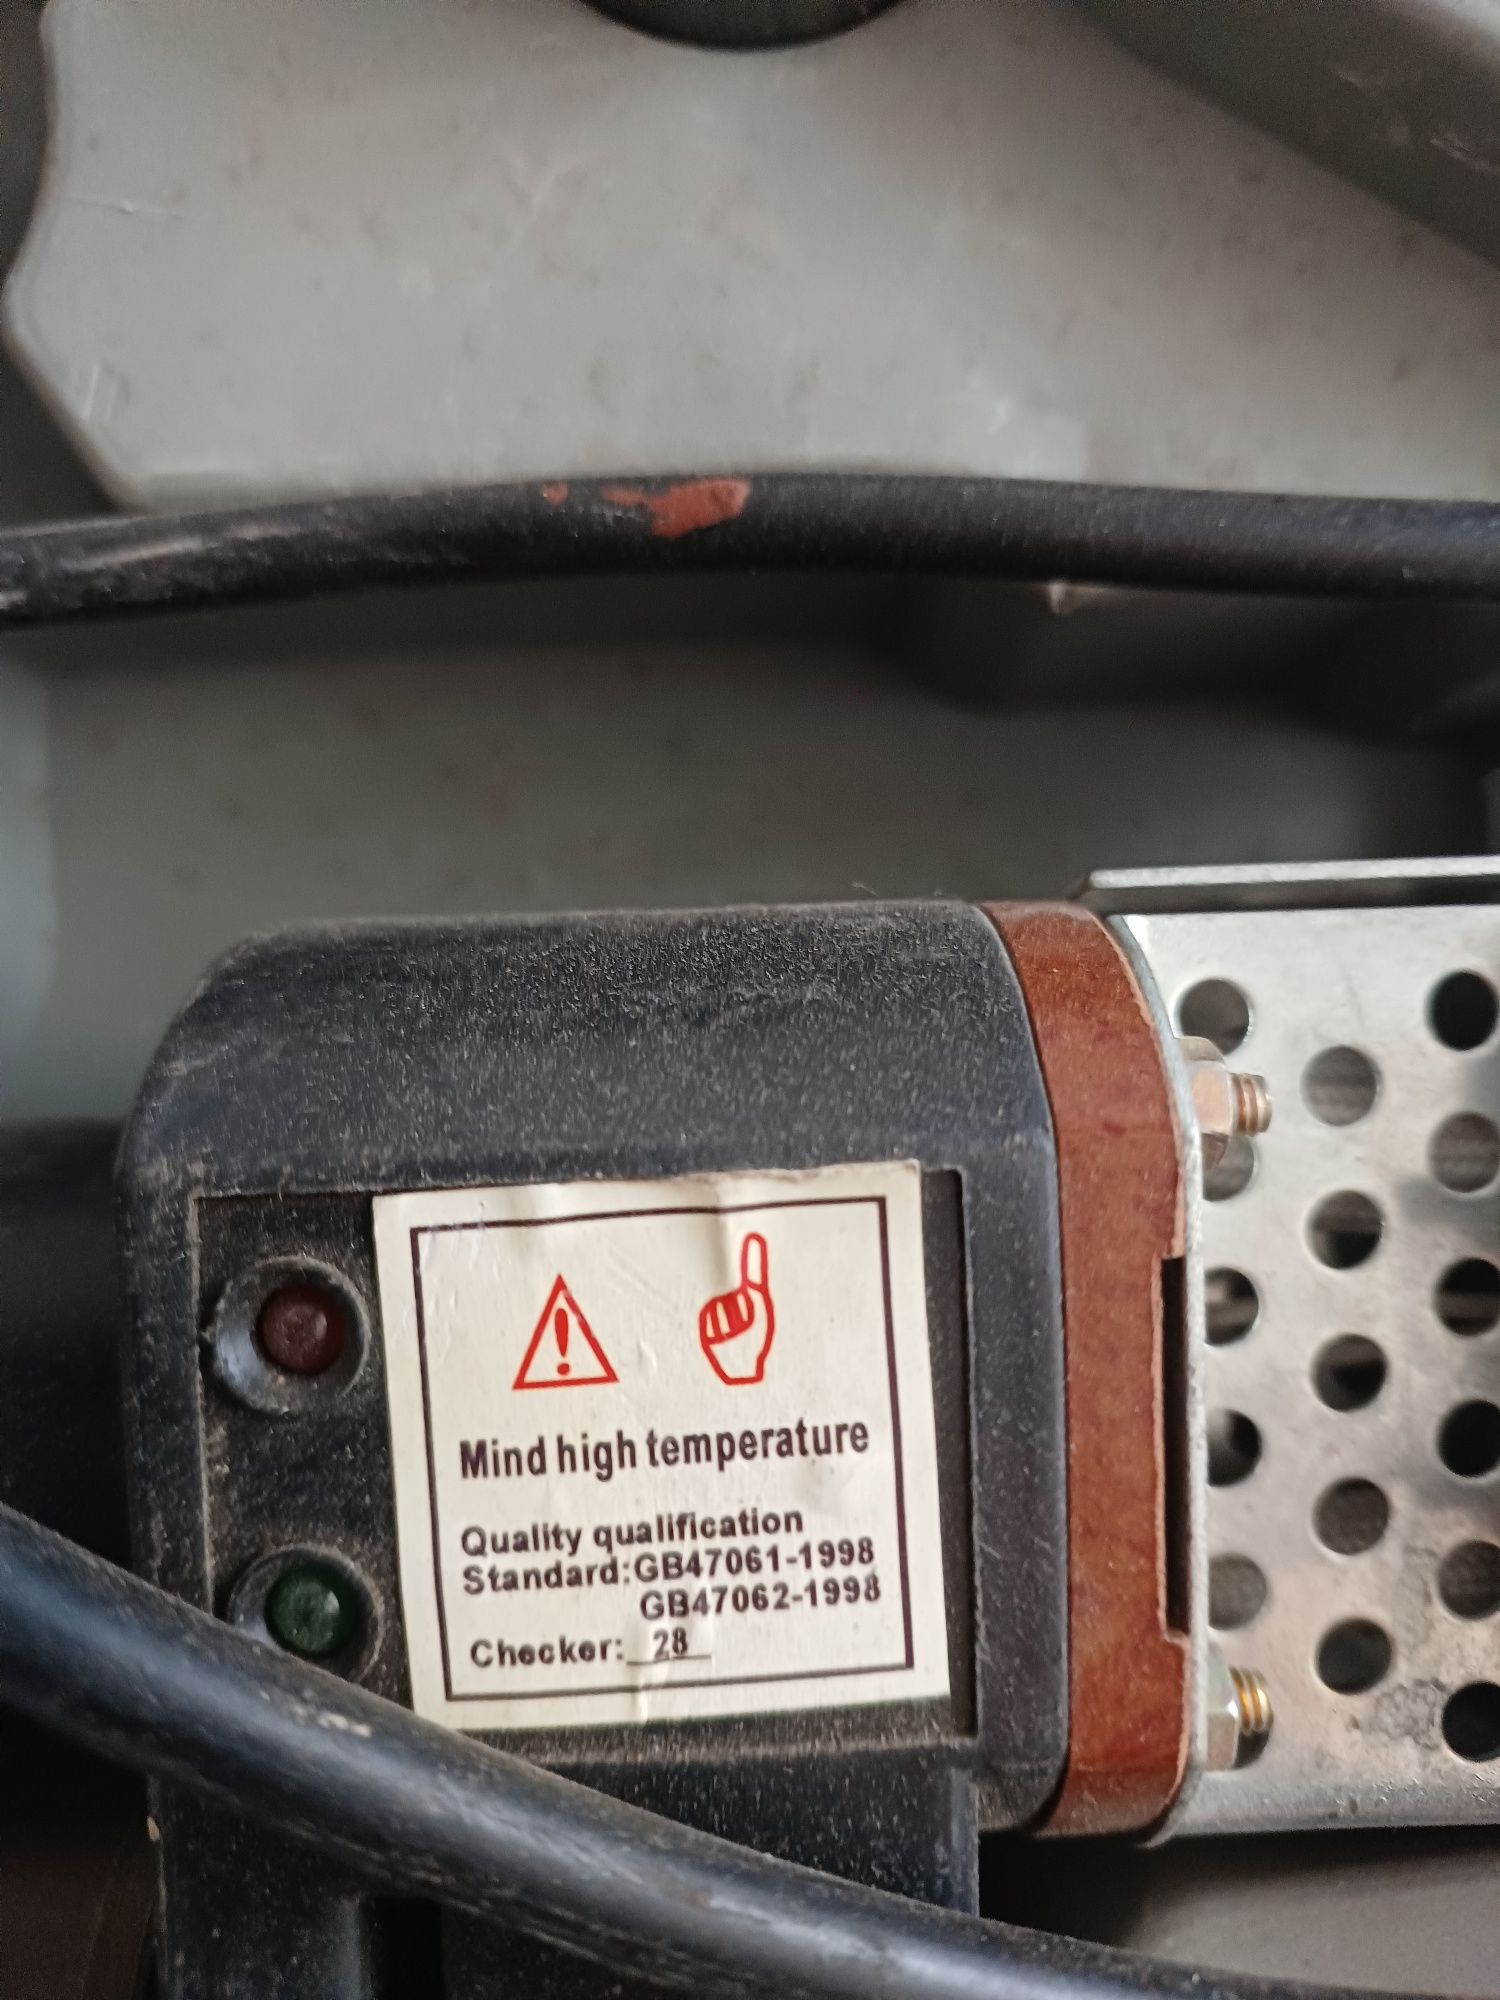 Mind high temperature
Quality qualification
Standard:GB47061-1998
GB47062-1998
Checker: 28